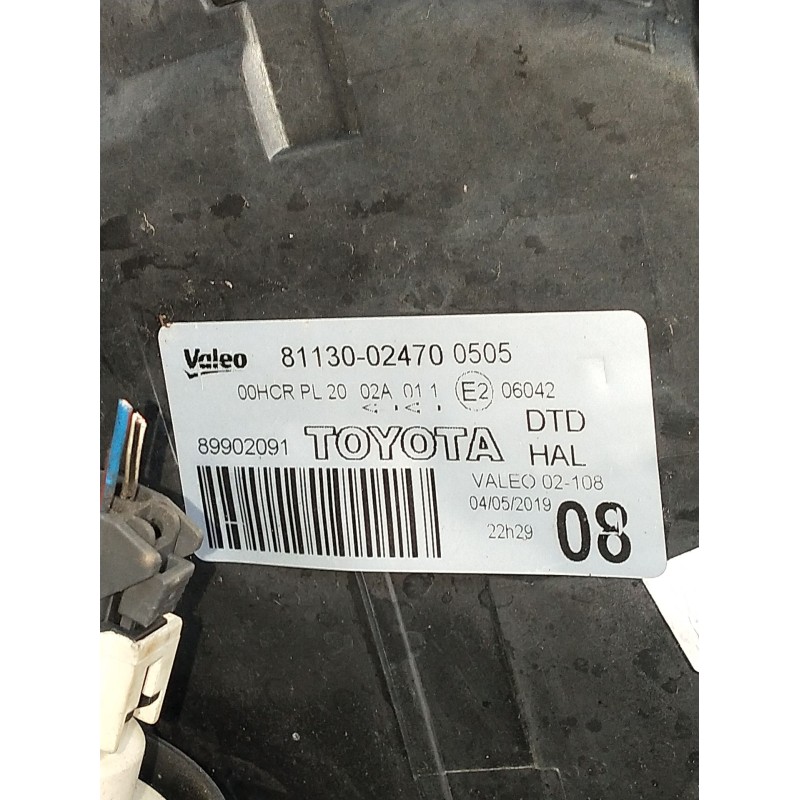 Valeo 81130-02470 0505
00HCR PL 20 02A 01 1 E2 06042
89902091 TOYOTA DTD
HAL
VALEO 02-108
04/05/2019
22h29 08